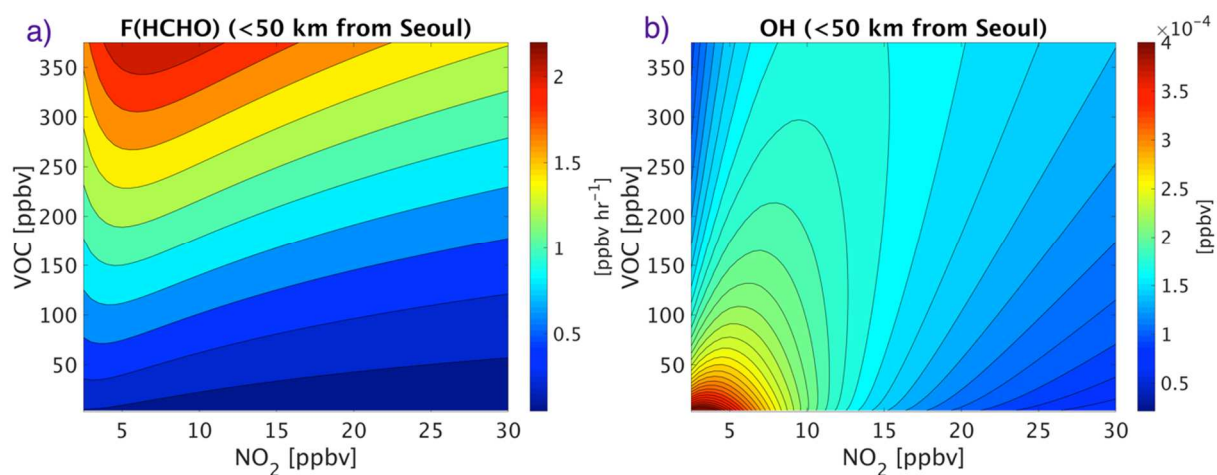 a)
F(HCHO) (<50 km from Seoul)
VOC [ppbv]
350
300
250
200
150
100
50
5 10 15 20 25 30
NO₂ [ppbv]
2
1.5
1
0.5
[ppbv hr⁻¹]
b)
OH (<50 km from Seoul)
VOC [ppbv]
350
300
250
200
150
100
50
5 10 15 20 25 30
NO₂ [ppbv]
×10⁻⁴
4
3.5
3
2.5
2
1.5
1
0.5
[ppbv]